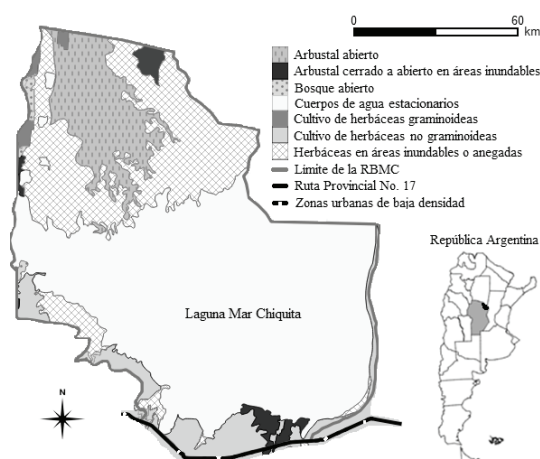 0 60
km
Arbustal abierto
Arbustal cerrado a abierto en áreas inundables
Bosque abierto
Cuerpos de agua estacionarios
Cultivo de herbáceas graminoideas
Cultivo de herbáceas no graminoideas
Herbáceas en áreas inundables o anegadas
Límite de la RBMC
Ruta Provincial No. 17
Zonas urbanas de baja densidad
República Argentina
Laguna Mar Chiquita
N